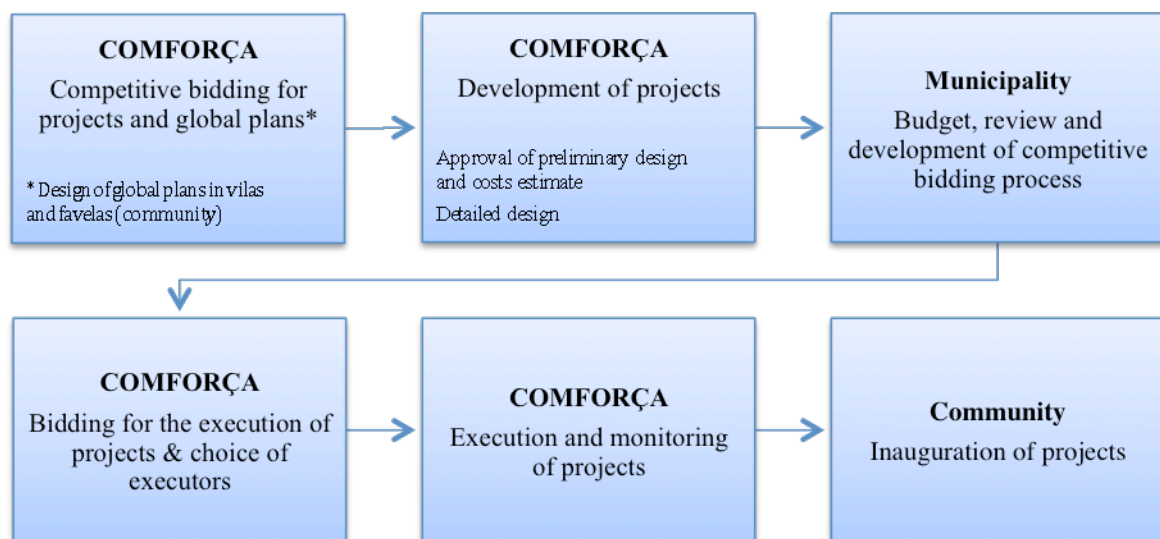 COMFORÇA
Competitive bidding for
projects and global plans*
* Design of global plans in vilas
and favelas (community)
COMFORÇA
Development of projects
Approval of preliminary design
and costs estimate
Detailed design
Municipality
Budget, review and
development of competitive
bidding process
COMFORÇA
Bidding for the execution of
projects & choice of
executors
COMFORÇA
Execution and monitoring
of projects
Community
Inauguration of projects